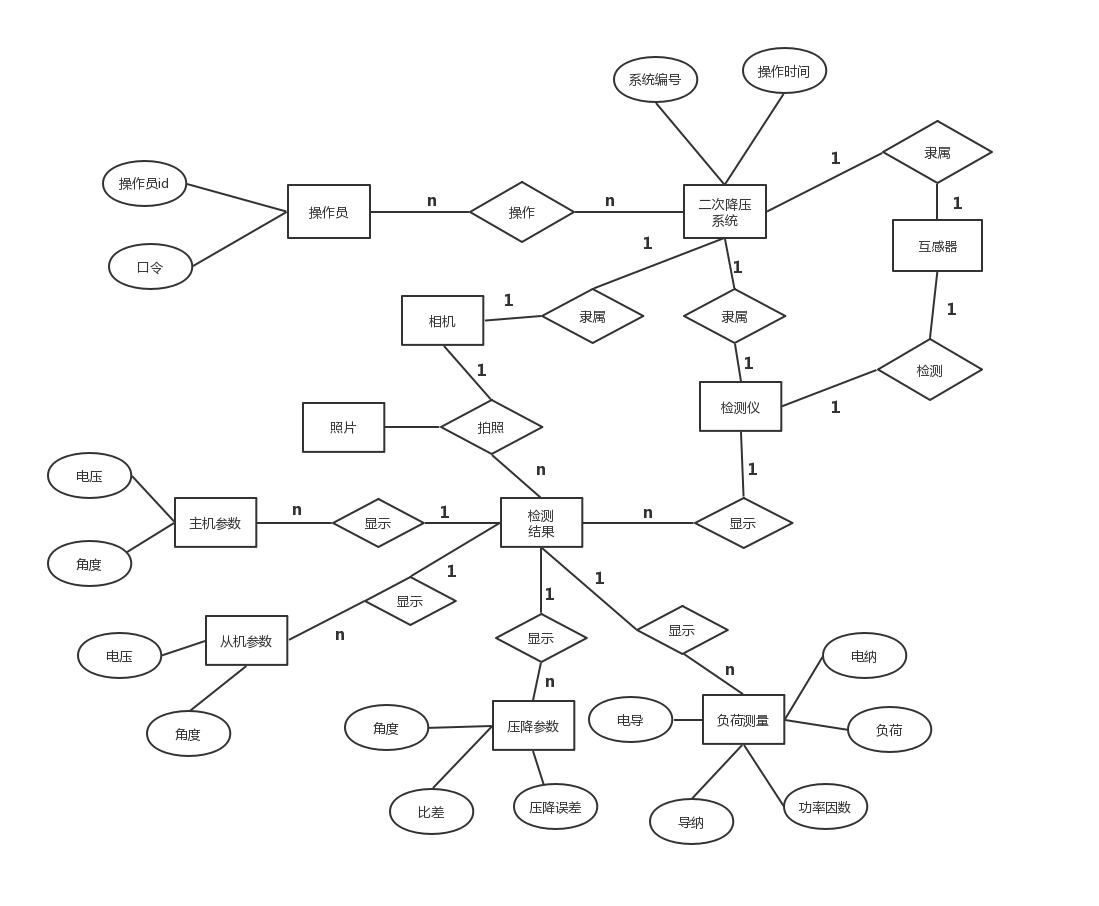 系统编号
操作时间
隶属
1
操作员id
操作员
n
操作
n
二次降压
系统
1
互感器
口令
1
1
1
相机
1
隶属
隶属
1
检测
1
1
检测仪
1
照片
拍照
n
1
电压
主机参数
n
显示
1
检测
结果
n
显示
角度
1
1
1
显示
从机参数
n
显示
显示
电压
n
n
电纳
角度
角度
压降参数
电导
负荷测量
负荷
比差
压降误差
导纳
功率因数